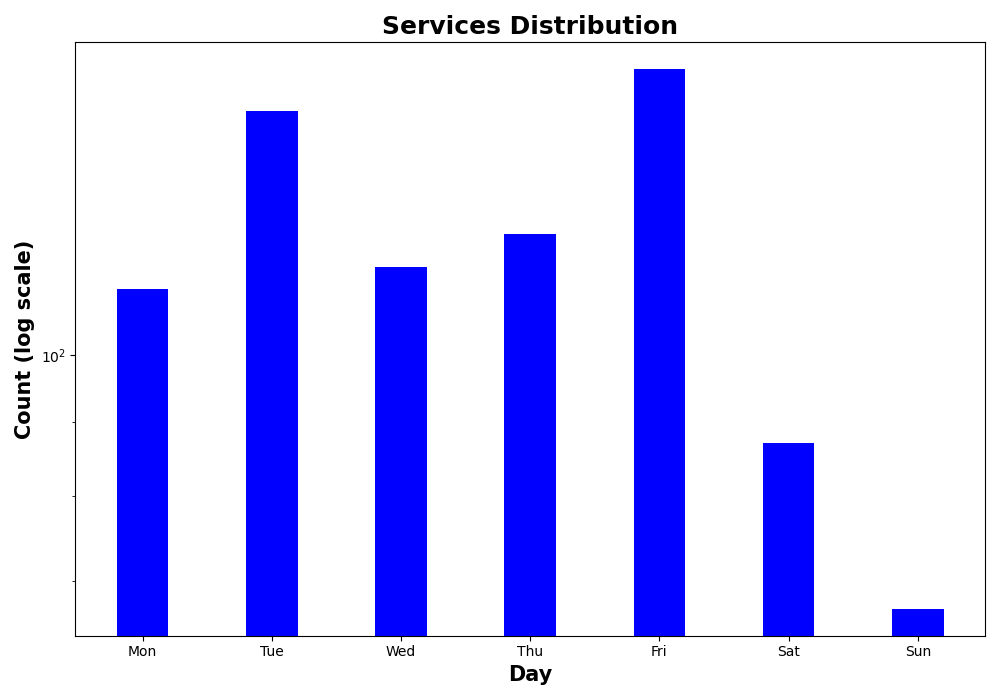 Services Distribution
Count (log scale)
10²
Mon Tue Wed Thu Fri Sat Sun
Day